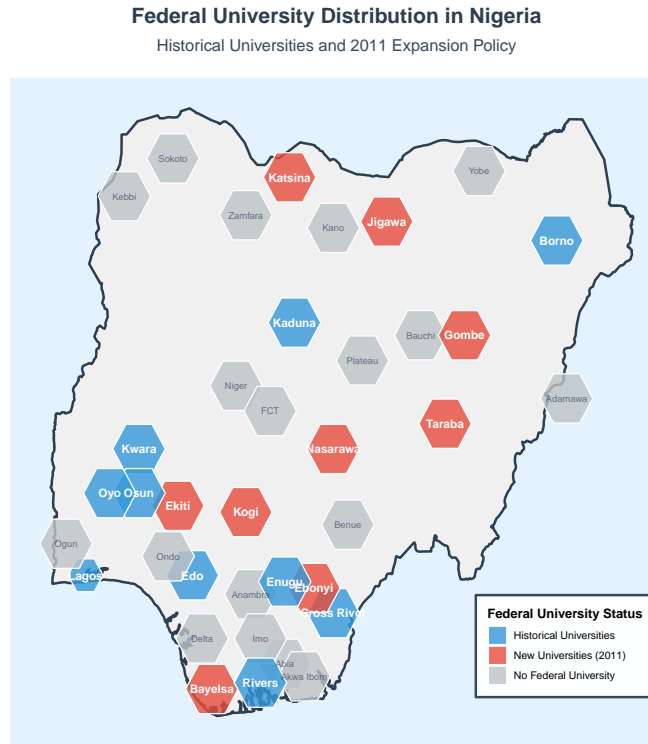 Federal University Distribution in Nigeria
Historical Universities and 2011 Expansion Policy
Sokoto
Yobe
Katsina
Kebbi
Zamfara
Jigawa
Kano
Borno
Kaduna
Bauchi
Gombe
Plateau
Niger
Adamawa
FCT
Taraba
Kwara
Nasarawa
Oyo
Osun
Ekiti
Kogi
Benue
Ogun
Ondo
Lagos
Edo
Enugu
Ebonyi
Anambra
Cross River
Delta
Imo
Abia
Akwa Ibom
Rivers
Bayelsa
Federal University Status
Historical Universities
New Universities (2011)
No Federal University